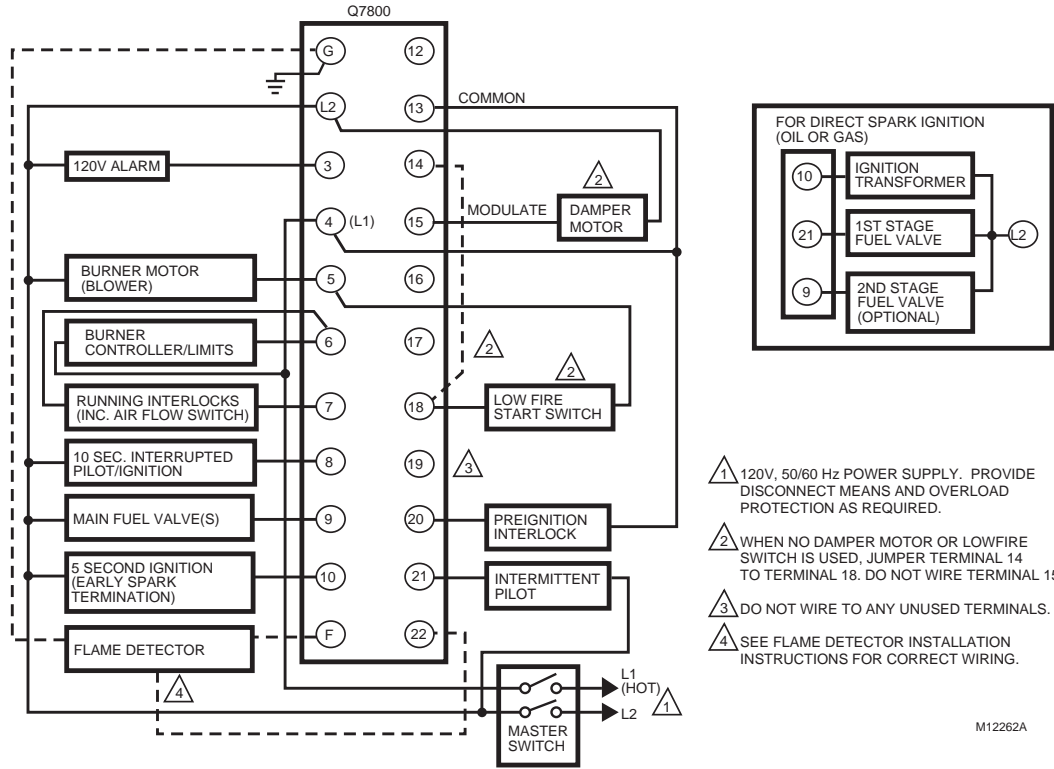 Q7800
G
12
L2
13
COMMON
120V ALARM
3
14
2
4
(L1)
15
MODULATE
DAMPER
MOTOR
BURNER MOTOR
(BLOWER)
5
16
BURNER
CONTROLLER/LIMITS
6
17
2
2
RUNNING INTERLOCKS
(INC. AIR FLOW SWITCH)
7
18
LOW FIRE
START SWITCH
10 SEC. INTERRUPTED
PILOT/IGNITION
8
19
3
MAIN FUEL VALVE(S)
9
20
PREIGNITION
INTERLOCK
5 SECOND IGNITION
(EARLY SPARK
TERMINATION)
10
21
INTERMITTENT
PILOT
FLAME DETECTOR
F
22
4
L1
(HOT)
L2
1
MASTER
SWITCH
FOR DIRECT SPARK IGNITION
(OIL OR GAS)
10
IGNITION
TRANSFORMER
21
1ST STAGE
FUEL VALVE
L2
9
2ND STAGE
FUEL VALVE
(OPTIONAL)
1 120V, 50/60 Hz POWER SUPPLY. PROVIDE
DISCONNECT MEANS AND OVERLOAD
PROTECTION AS REQUIRED.
2 WHEN NO DAMPER MOTOR OR LOWFIRE
SWITCH IS USED, JUMPER TERMINAL 14
TO TERMINAL 18. DO NOT WIRE TERMINAL 15
3 DO NOT WIRE TO ANY UNUSED TERMINALS.
4 SEE FLAME DETECTOR INSTALLATION
INSTRUCTIONS FOR CORRECT WIRING.
M12262A